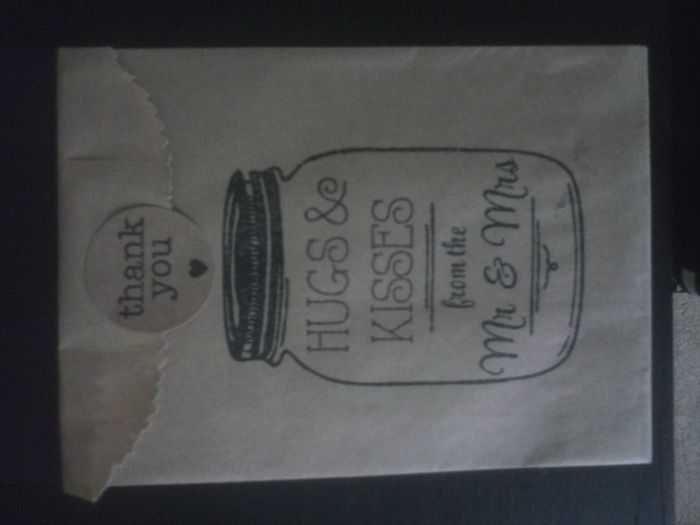 thank
you
HUGS &
KISSES
from the
Mr & Mrs